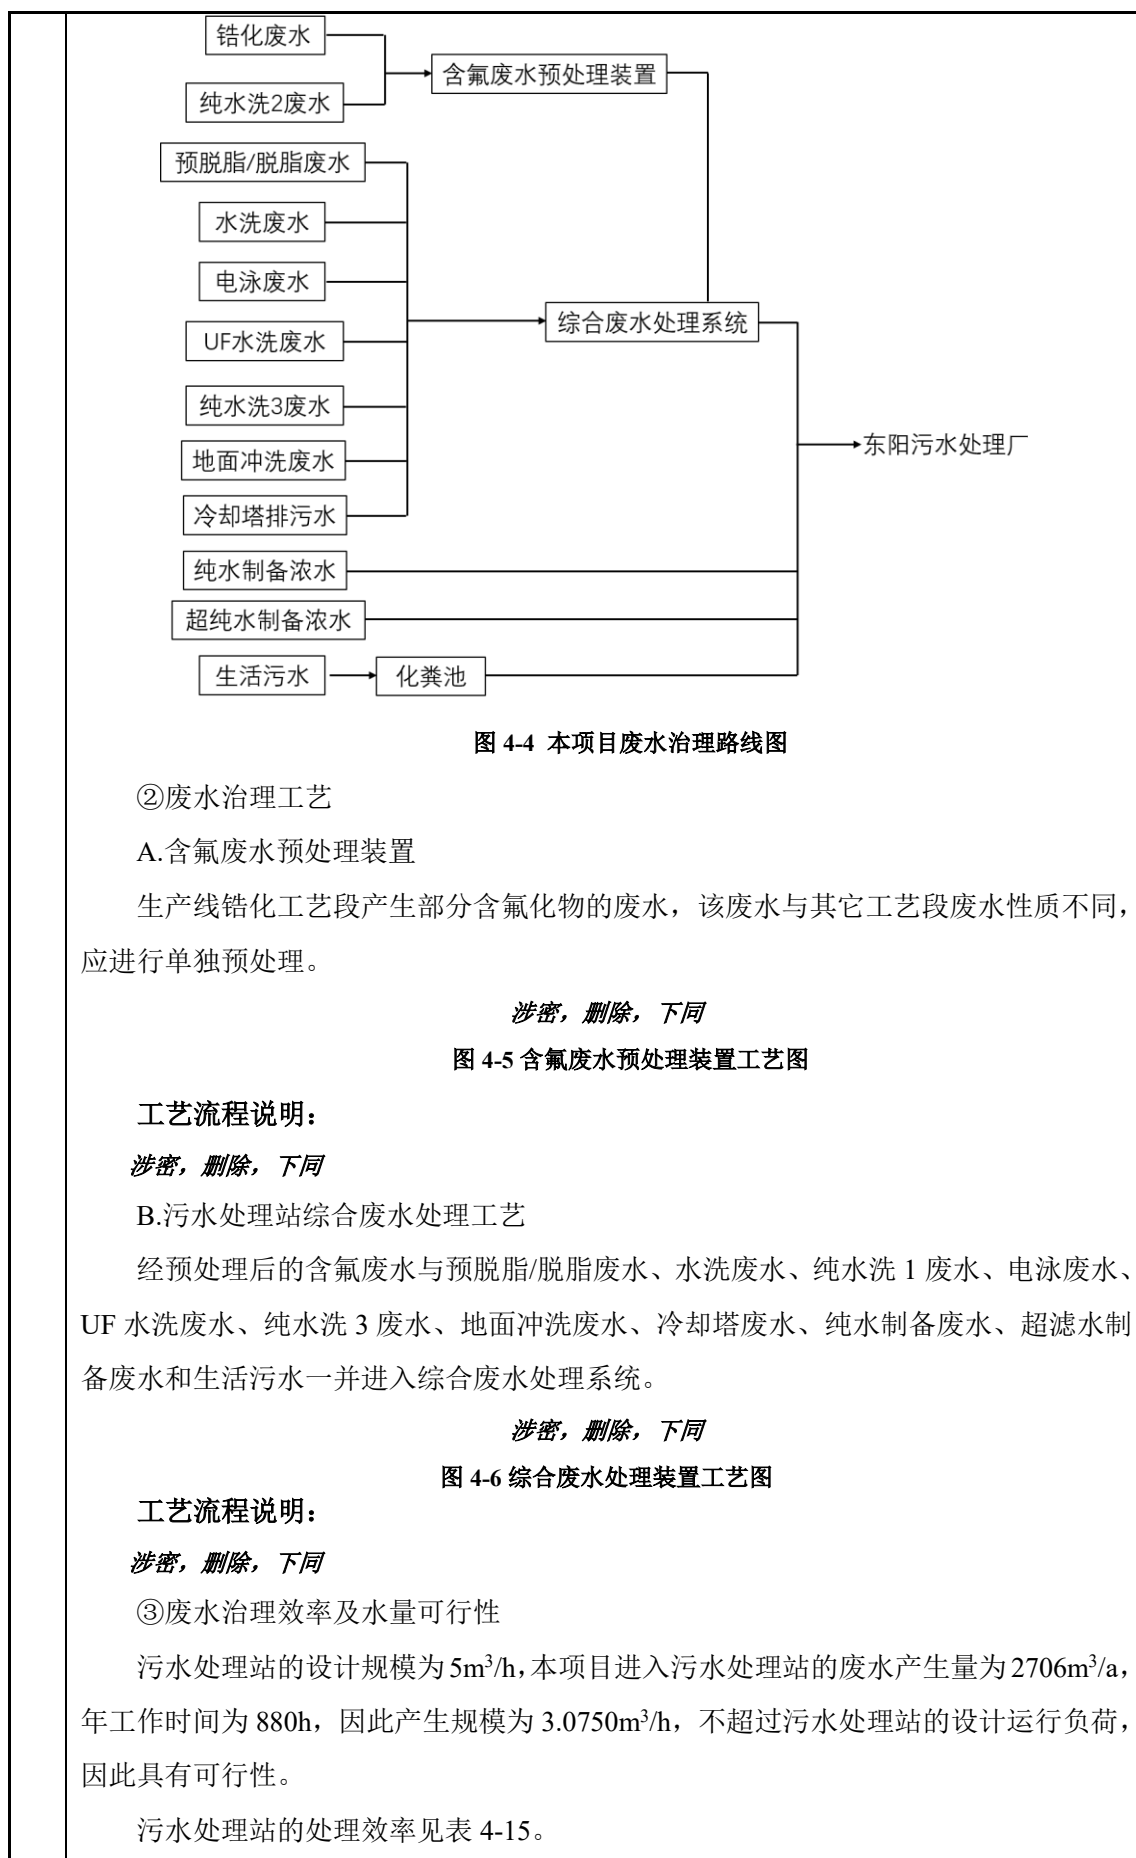 锆化废水
含氟废水预处理装置
纯水洗2废水
预脱脂/脱脂废水
水洗废水
电泳废水
综合废水处理系统
UF水洗废水
纯水洗3废水
东阳污水处理厂
地面冲洗废水
冷却塔排污水
纯水制备浓水
超纯水制备浓水
生活污水
化粪池
图 4-4 本项目废水治理路线图
②废水治理工艺
A.含氟废水预处理装置
生产线锆化工艺段产生部分含氟化物的废水，该废水与其它工艺段废水性质不同，
应进行单独预处理。
涉密，删除，下同
图 4-5 含氟废水预处理装置工艺图
工艺流程说明：
涉密，删除，下同
B.污水处理站综合废水处理工艺
经预处理后的含氟废水与预脱脂/脱脂废水、水洗废水、纯水洗 1 废水、电泳废水、
UF 水洗废水、纯水洗 3 废水、地面冲洗废水、冷却塔废水、纯水制备废水、超滤水制
备废水和生活污水一并进入综合废水处理系统。
涉密，删除，下同
图 4-6 综合废水处理装置工艺图
工艺流程说明：
涉密，删除，下同
③废水治理效率及水量可行性
污水处理站的设计规模为 5m³/h，本项目进入污水处理站的废水产生量为 2706m³/a，
年工作时间为 880h，因此产生规模为 3.0750m³/h，不超过污水处理站的设计运行负荷，
因此具有可行性。
污水处理站的处理效率见表 4-15。